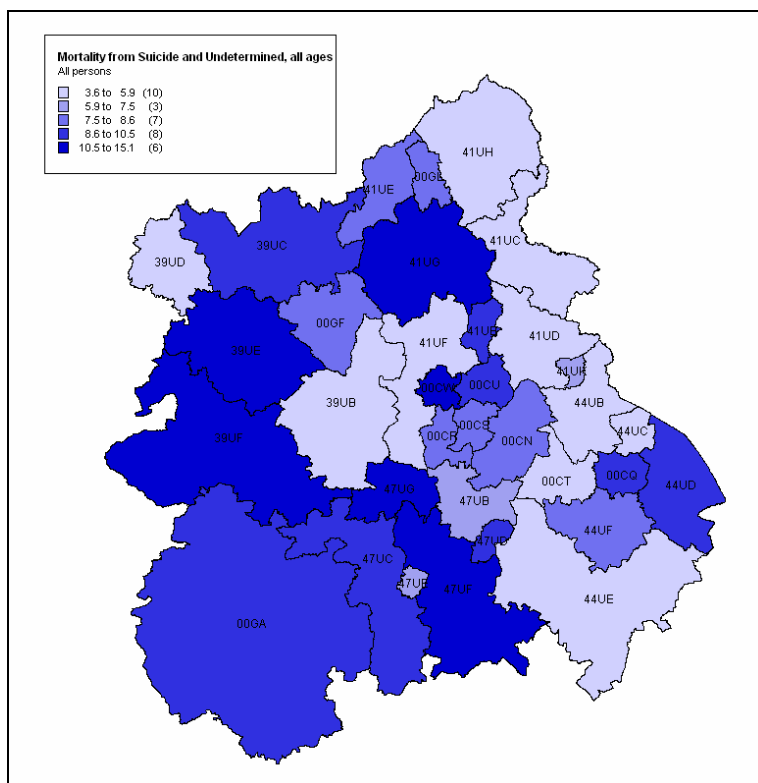 Mortality from Suicide and Undetermined, all ages
All persons
3.6 to 5.9 (10)
5.9 to 7.5 (3)
7.5 to 8.6 (7)
8.6 to 10.5 (8)
10.5 to 15.1 (6)
41UH
00GL
41UE
39UC
41UC
39UD
41UG
00GF
41UB
41UD
41UF
39UE
41UK
00CW
00CU
39UB
44UB
00CS
44UC
00CR
00CN
39UF
00CT
00CQ
44UD
47UG
47UB
44UF
47UD
47UC
47UE
47UF
44UE
00GA